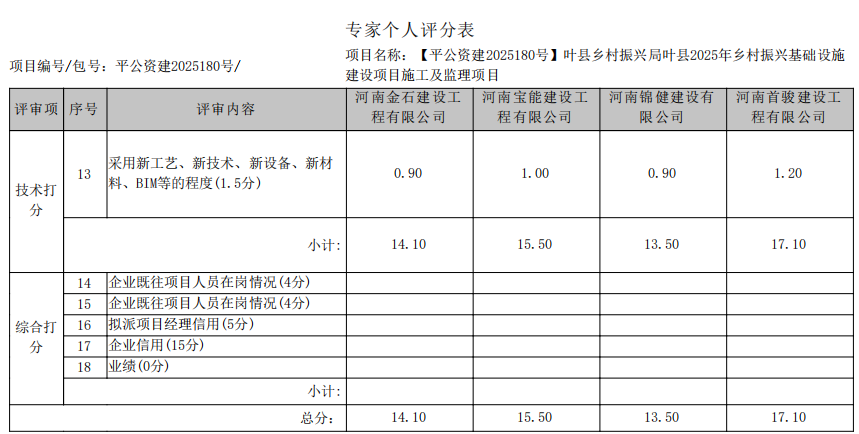 专家个人评分表
项目编号/包号: 平公资建2025180号/
项目名称: 【平公资建2025180号】叶县乡村振兴局叶县2025年乡村振兴基础设施
建设项目施工及监理项目
评审项 序号 评审内容 河南金石建设工程有限公司 河南宝能建设工程有限公司 河南锦健建设有限公司 河南首骏建设工程有限公司
技术打分
13 采用新工艺、新技术、新设备、新材料、BIM等的程度(1.5分) 0.90 1.00 0.90 1.20
小计: 14.10 15.50 13.50 17.10
综合打分
14 企业既往项目人员在岗情况(4分)
15 企业既往项目人员在岗情况(4分)
16 拟派项目经理信用(5分)
17 企业信用(15分)
18 业绩(0分)
小计:
总分: 14.10 15.50 13.50 17.10